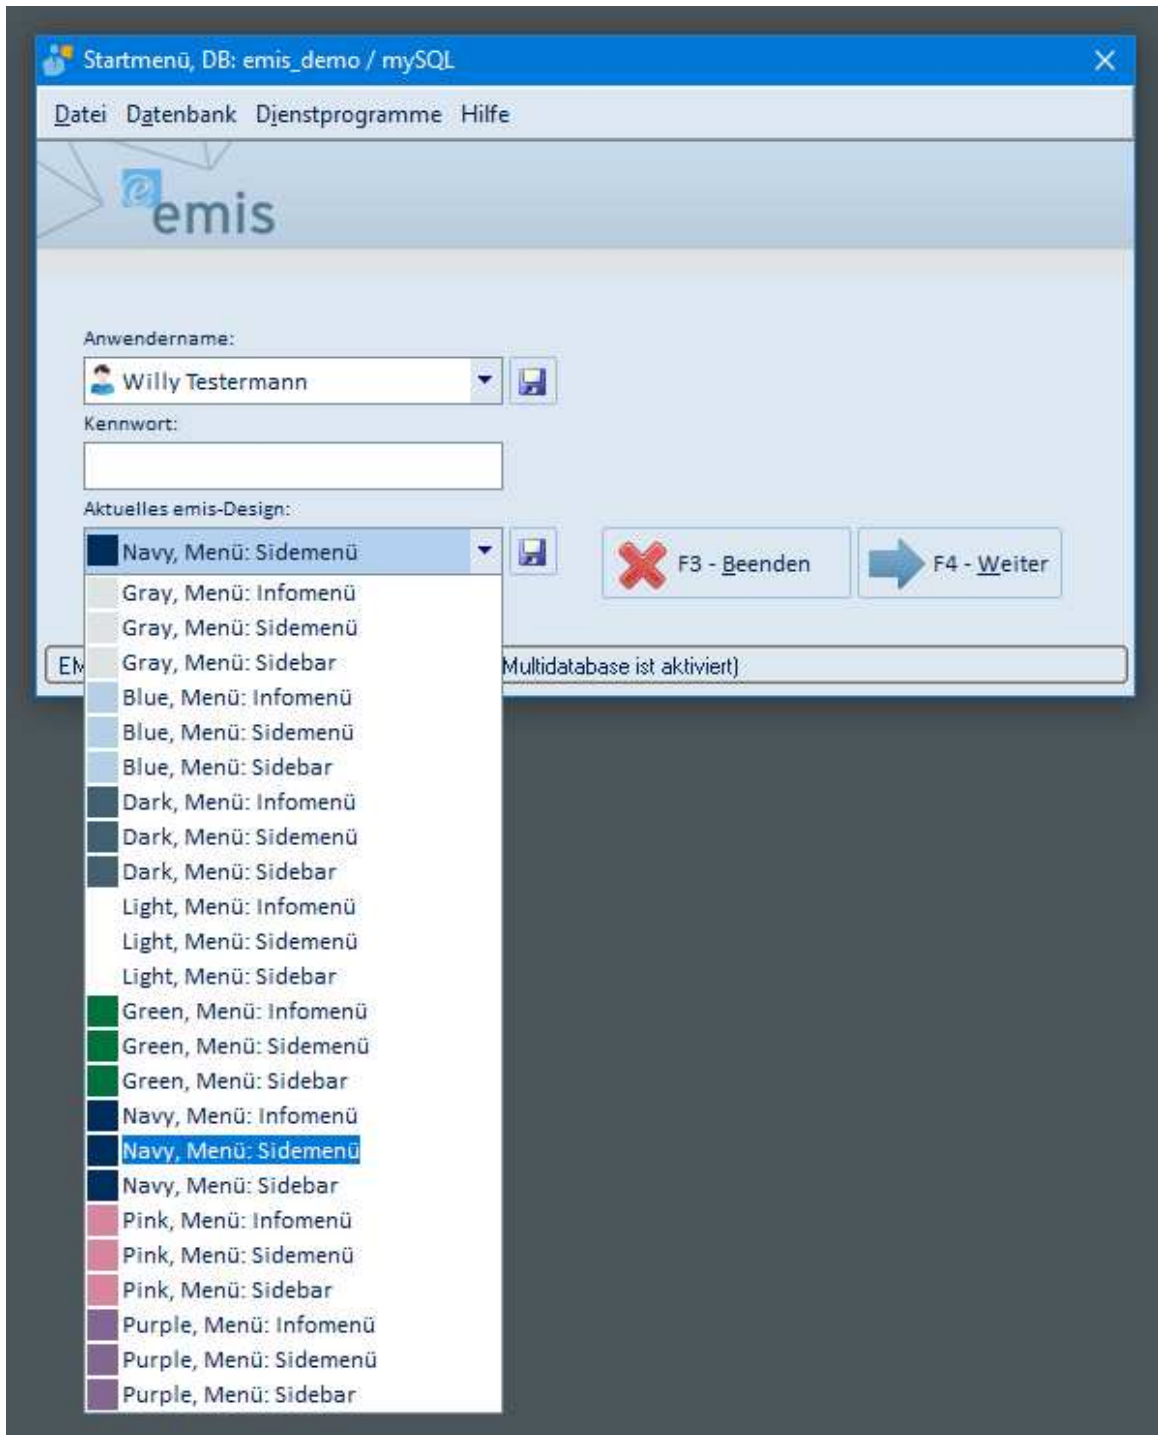 Startmenü, DB: emis_demo / mySQL
Datei Datenbank Dienstprogramme Hilfe
emis
Anwendername:
Willy Testermann
Kennwort:
Aktuelles emis-Design:
Navy, Menü: Sidemenü
F3 - Beenden
F4 - Weiter
Gray, Menü: Infomenü
Gray, Menü: Sidemenü
Gray, Menü: Sidebar
Multidatabase ist aktiviert)
Blue, Menü: Infomenü
Blue, Menü: Sidemenü
Blue, Menü: Sidebar
Dark, Menü: Infomenü
Dark, Menü: Sidemenü
Dark, Menü: Sidebar
Light, Menü: Infomenü
Light, Menü: Sidemenü
Light, Menü: Sidebar
Green, Menü: Infomenü
Green, Menü: Sidemenü
Green, Menü: Sidebar
Navy, Menü: Infomenü
Navy, Menü: Sidemenü
Navy, Menü: Sidebar
Pink, Menü: Infomenü
Pink, Menü: Sidemenü
Pink, Menü: Sidebar
Purple, Menü: Infomenü
Purple, Menü: Sidemenü
Purple, Menü: Sidebar